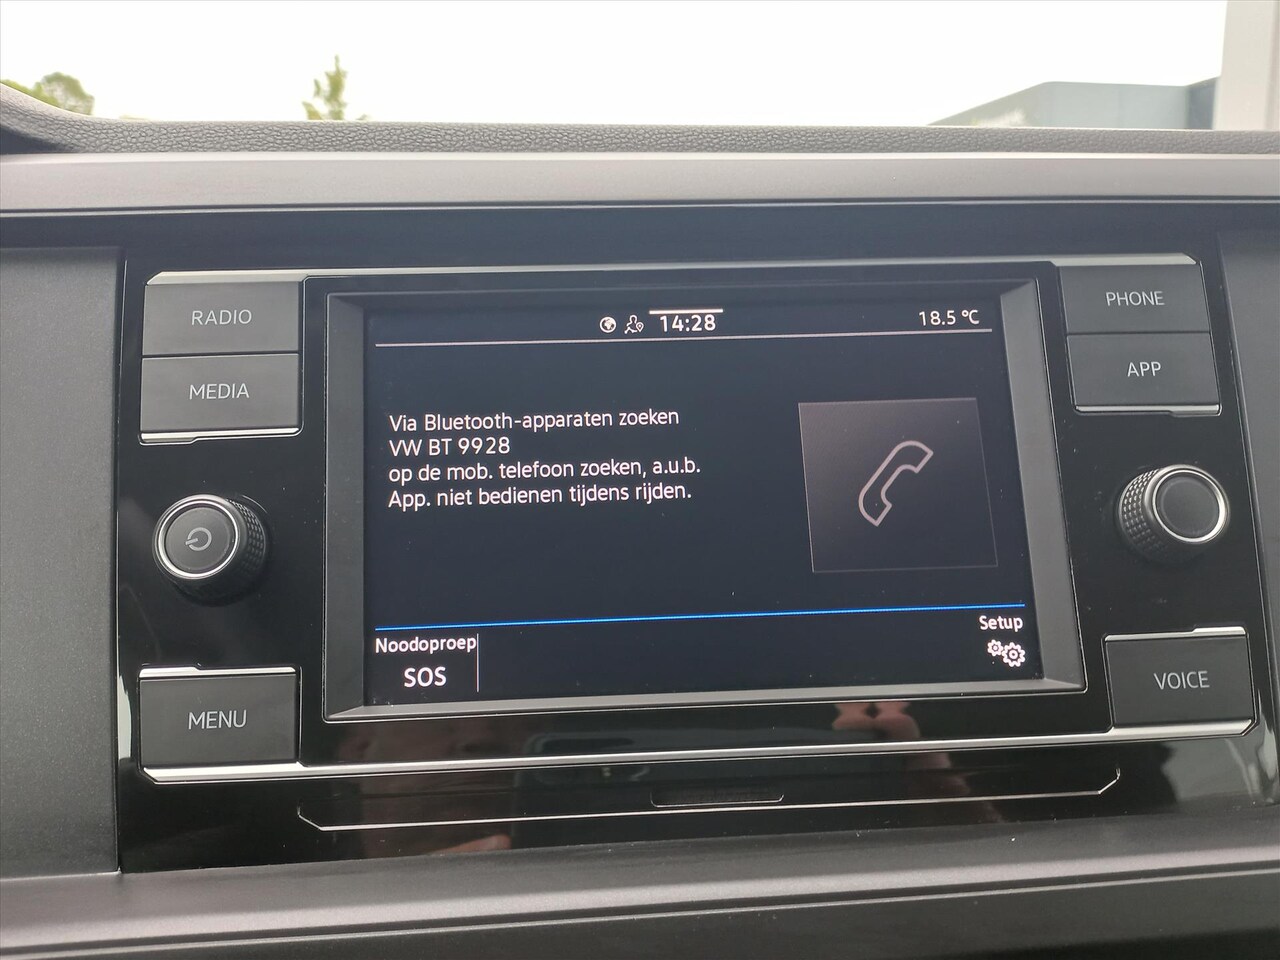 RADIO
MEDIA
MENU
14:28
18.5 °C
Via Bluetooth-apparaten zoeken
VW BT 9928
op de mob. telefoon zoeken, a.u.b.
App. niet bedienen tijdens rijden.
Noodoproep
SOS
Setup
PHONE
APP
VOICE